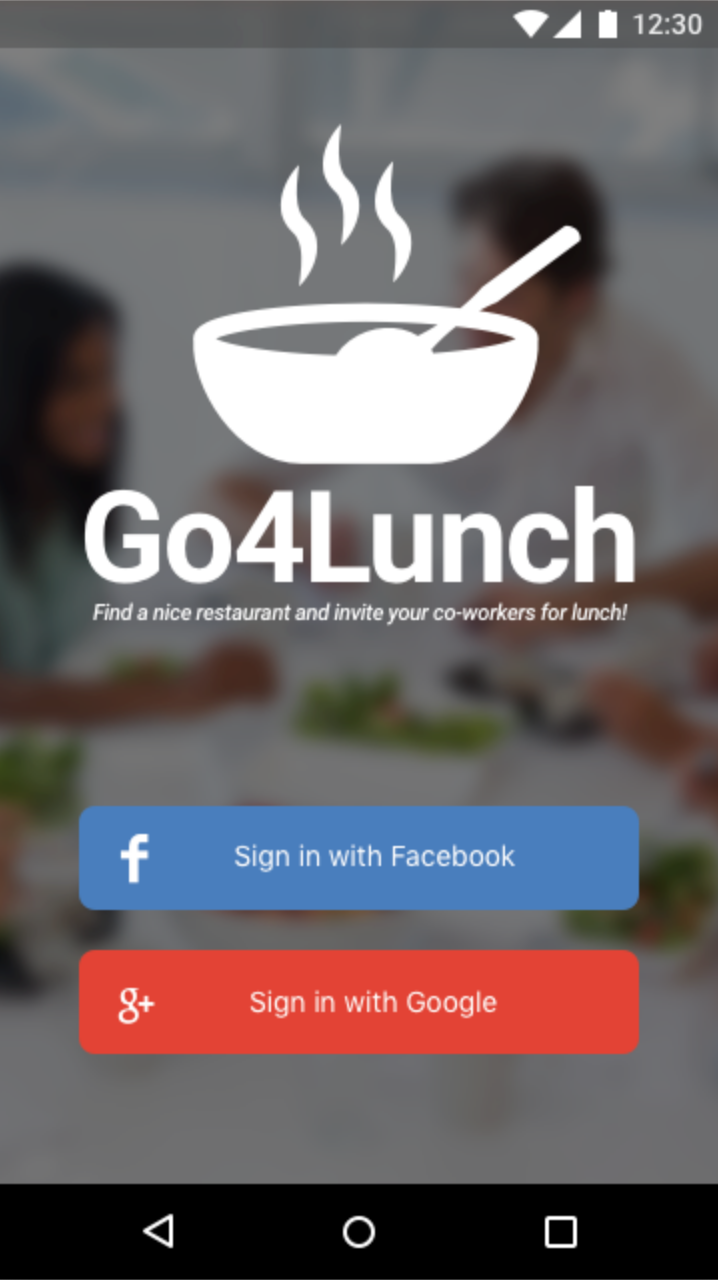 12:30
Go4Lunch
Find a nice restaurant and invite your co-workers for lunch!
f Sign in with Facebook
g+ Sign in with Google